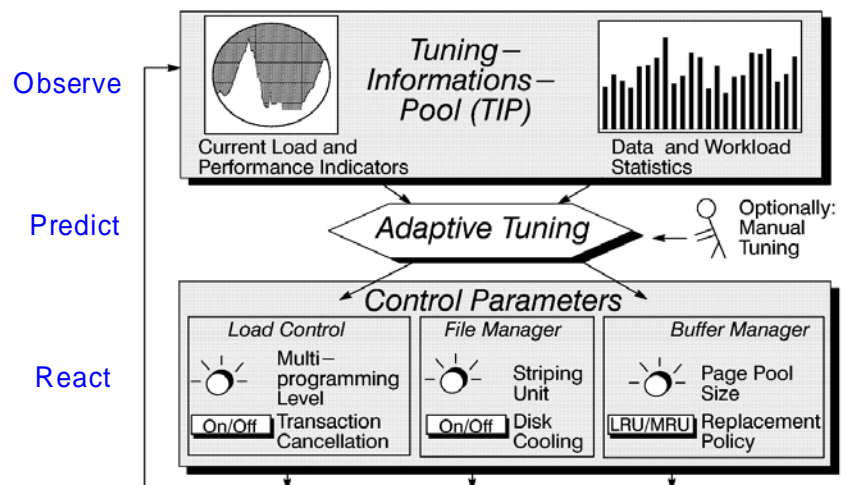 Observe
Tuning–
Informations–
Pool (TIP)
Current Load and
Performance Indicators
Data and Workload
Statistics
Predict
Adaptive Tuning
Optionally:
Manual
Tuning
Control Parameters
React
Load Control
Multi–
programming
Level
On/Off
Transaction
Cancellation
File Manager
Striping
Unit
On/Off
Disk
Cooling
Buffer Manager
Page Pool
Size
LRU/MRU
Replacement
Policy